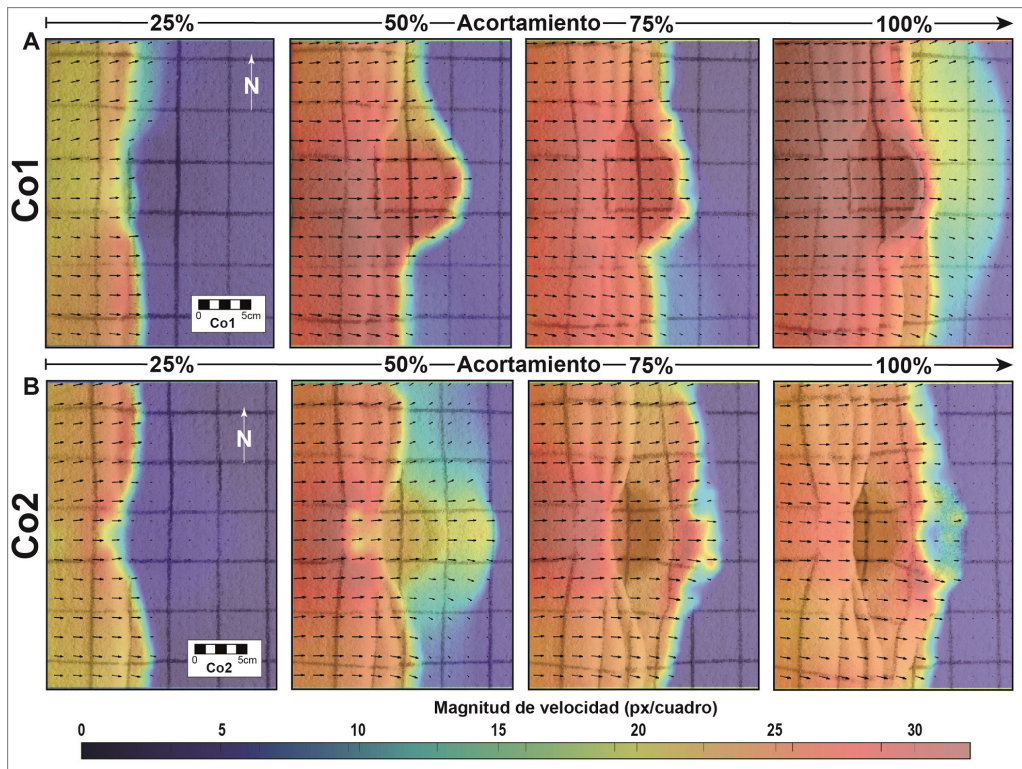 25% 50% Acortamiento 75% 100%
A
N
Co1
0 5cm
Co1
25% 50% Acortamiento 75% 100%
B
N
Co2
0 5cm
Co2
Magnitud de velocidad (px/cuadro)
0 5 10 15 20 25 30